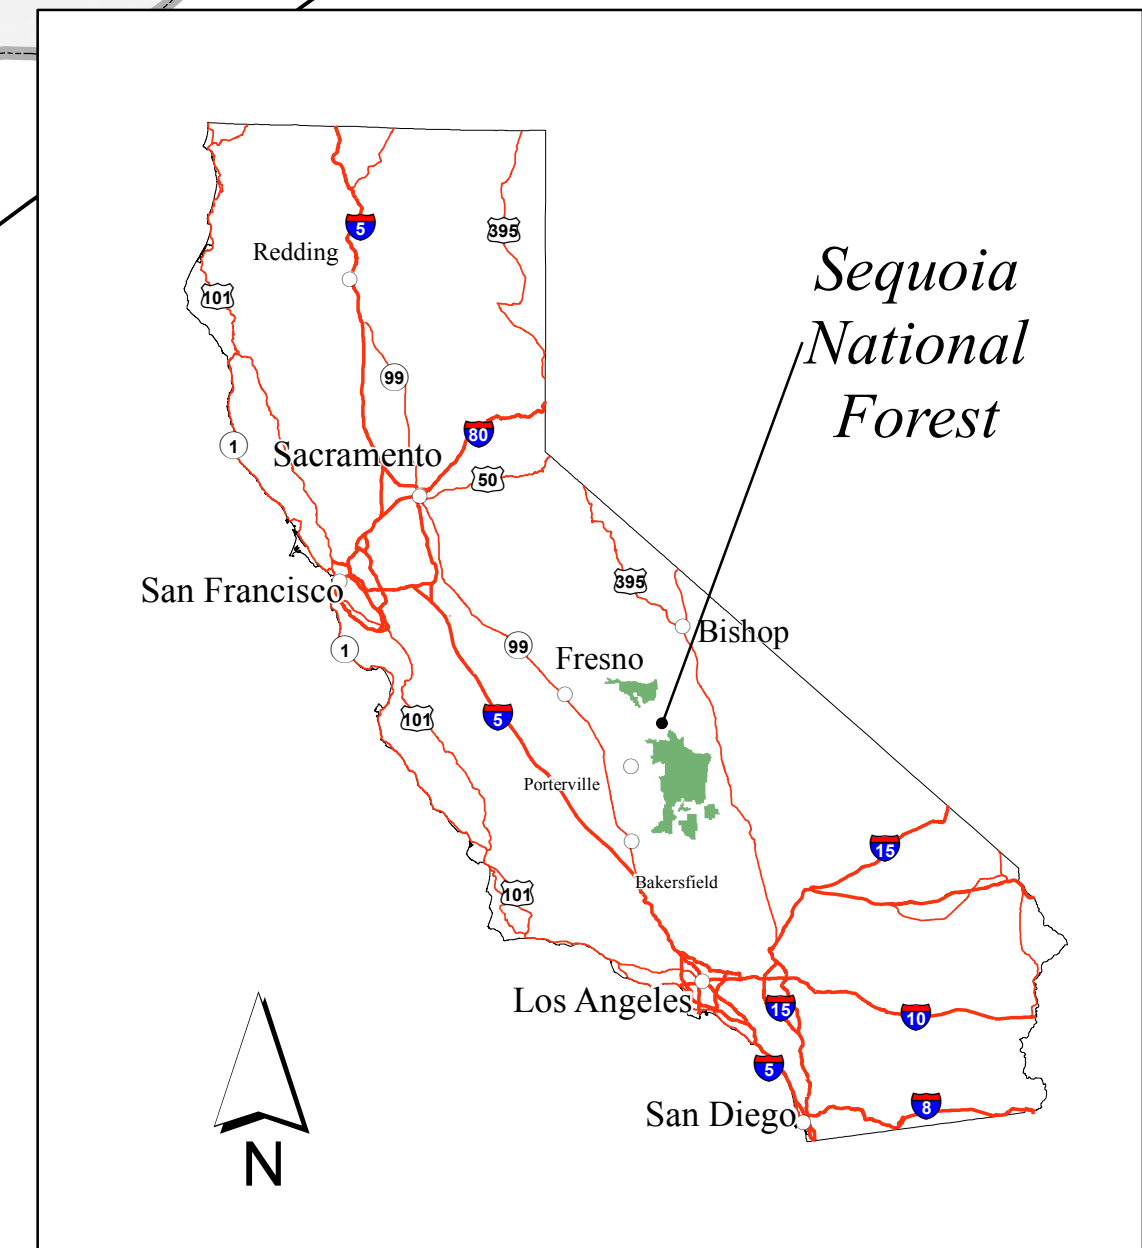 5
395
Redding
Sequoia
101
National
99
Forest
1
80
Sacramento
50
395
San Francisco
Bishop
99
1
Fresno
101
5
Porterville
15
Bakersfield
101
Los Angeles
15
10
5
8
San Diego
N